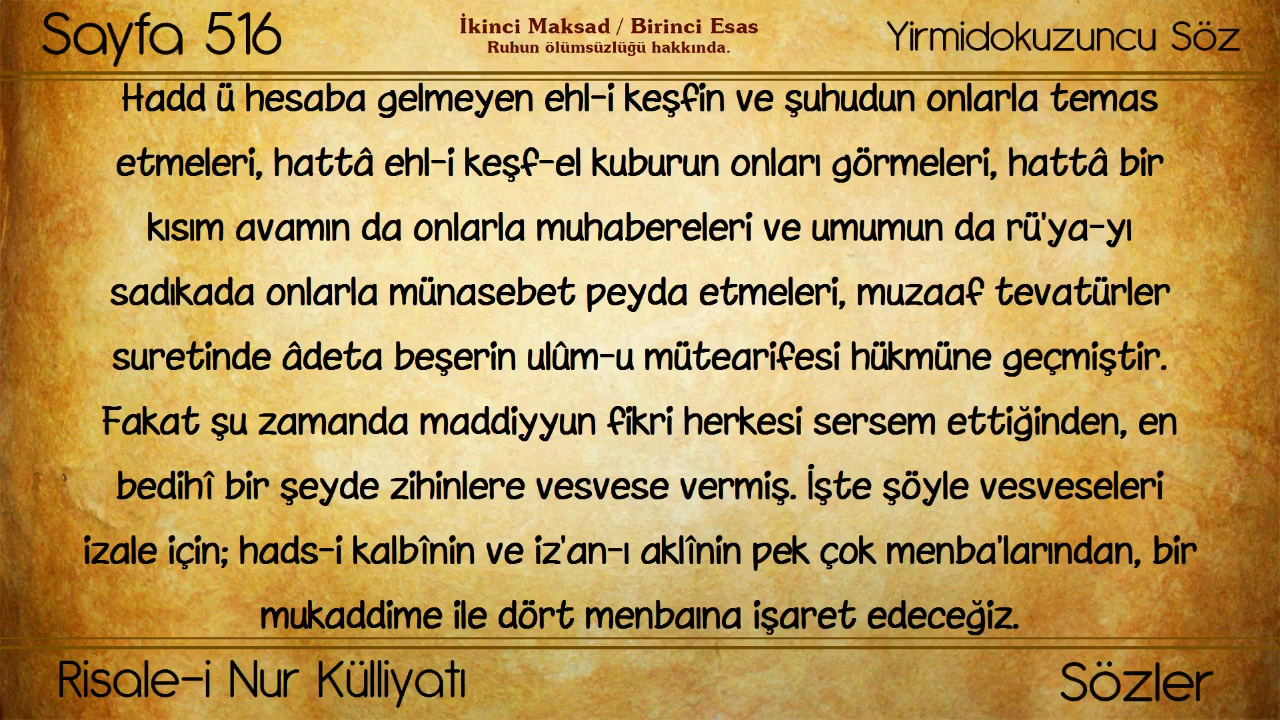 Sayfa 516
İkinci Maksad / Birinci Esas
Ruhun ölümsüzlüğü hakkında.
Yirmidokuzuncu Söz
Hadd ü hesaba gelmeyen ehl-i keşfin ve şuhudun onlarla temas
etmeleri, hattâ ehl-i keşf-el kuburun onları görmeleri, hattâ bir
kısım avamın da onlarla muhabereleri ve umumun da rü'ya-yı
sadıkada onlarla münasebet peyda etmeleri, muzaaf tevatürler
suretinde âdeta beşerin ulûm-u mütearifesi hükmüne geçmiştir.
Fakat şu zamanda maddiyyun fikri herkesi sersem ettiğinden, en
bedihî bir şeyde zihinlere vesvese vermiş. İşte şöyle vesveseleri
izale için; hads-i kalbînin ve iz'an-ı aklînin pek çok menba'larından, bir
mukaddime ile dört menbaına işaret edeceğiz.
Risale-i Nur Külliyatı
Sözler